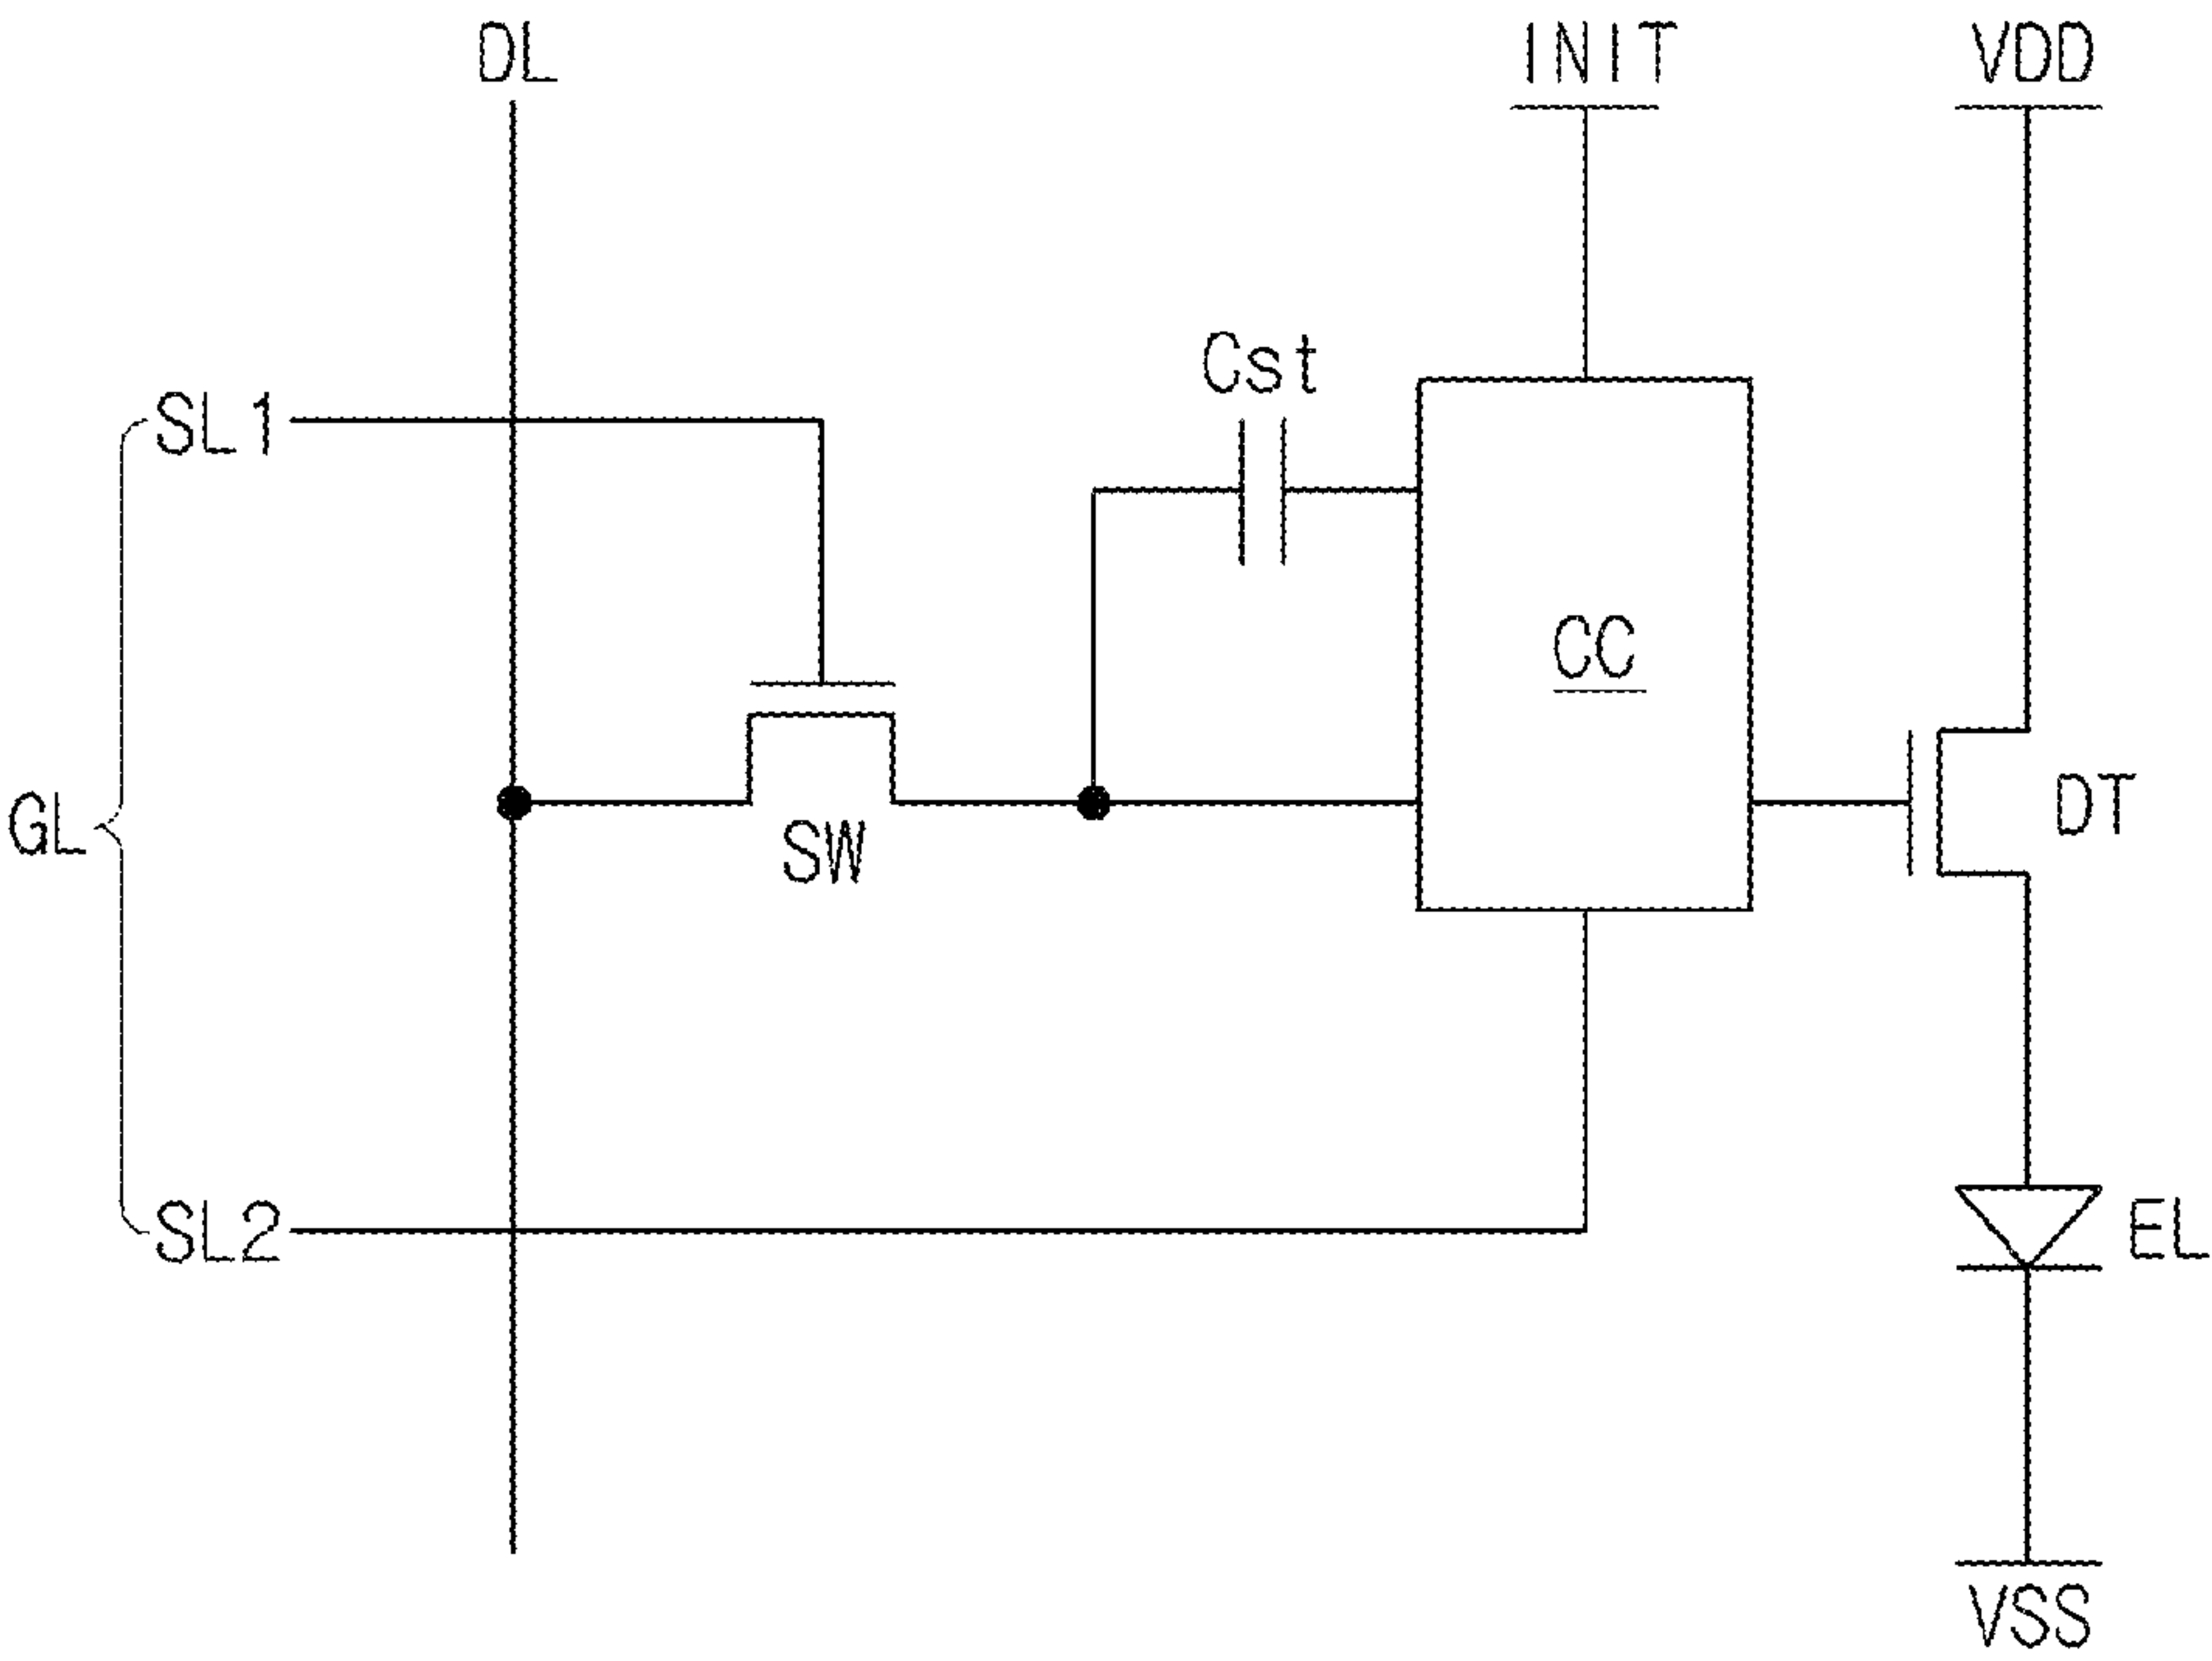 DL
INIT
VDD
Cst
SL1
CC
DT
GL
SW
SL2
EL
VSS